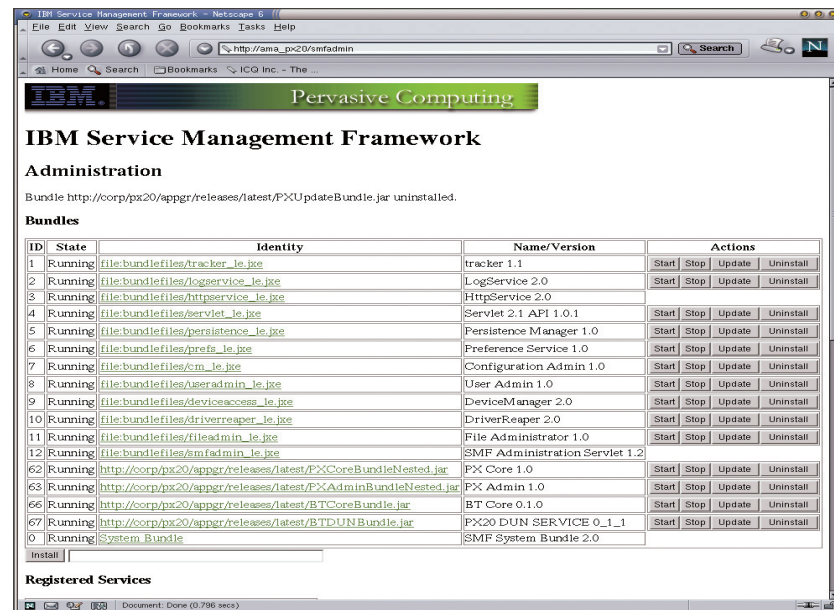 IBM Service Management Framework - Netscape 6
File Edit View Search Go Bookmarks Tasks Help
http://ama_px20/smfadmin Search N
Home Search Bookmarks ICQ Inc. - The ...
IBM. Pervasive Computing
IBM Service Management Framework
Administration
Bundle http://corp/px20/appgr/releases/latest/PXUpdateBundle.jar uninstalled.
Bundles
ID State Identity Name/Version Actions
1 Running file:bundlefiles/tracker_le.jxe tracker 1.1 Start Stop Update Uninstall
2 Running file:bundlefiles/logservice_le.jxe LogService 2.0 Start Stop Update Uninstall
3 Running file:bundlefiles/httpservice_le.jxe HttpService 2.0
4 Running file:bundlefiles/servlet_le.jxe Servlet 2.1 API 1.0.1 Start Stop Update Uninstall
5 Running file:bundlefiles/persistence_le.jxe Persistence Manager 1.0 Start Stop Update Uninstall
6 Running file:bundlefiles/prefs_le.jxe Preference Service 1.0 Start Stop Update Uninstall
7 Running file:bundlefiles/cm_le.jxe Configuration Admin 1.0 Start Stop Update Uninstall
8 Running file:bundlefiles/useradmin_le.jxe User Admin 1.0 Start Stop Update Uninstall
9 Running file:bundlefiles/deviceaccess_le.jxe DeviceManager 2.0 Start Stop Update Uninstall
10 Running file:bundlefiles/driverreaper_le.jxe DriverReaper 2.0 Start Stop Update Uninstall
11 Running file:bundlefiles/fileadmin_le.jxe File Administrator 1.0 Start Stop Update Uninstall
12 Running file:bundlefiles/smfadmin_le.jxe SMF Administration Servlet 1.2
62 Running http://corp/px20/appgr/releases/latest/PXCoreBundleNested.jar PX Core 1.0 Start Stop Update Uninstall
63 Running http://corp/px20/appgr/releases/latest/PXAdminBundleNested.jar PX Admin 1.0 Start Stop Update Uninstall
66 Running http://corp/px20/appgr/releases/latest/BTCoreBundle.jar BT Core 0.1.0 Start Stop Update Uninstall
67 Running http://corp/px20/appgr/releases/latest/BTDUNBundle.jar PX20 DUN SERVICE 0_1_1 Start Stop Update Uninstall
0 Running System Bundle SMF System Bundle 2.0
Install
Registered Services
Document: Done (0.796 secs)